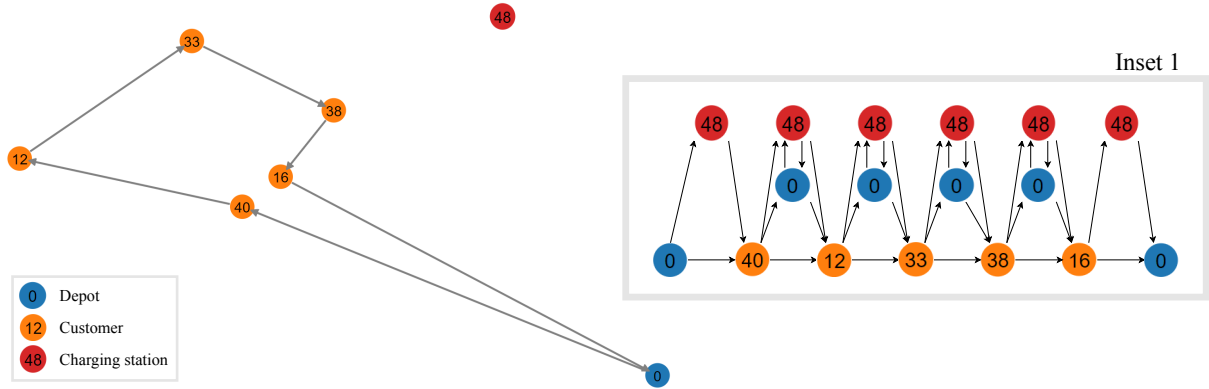 48
33
38
12
16
40
0
0 Depot
12 Customer
48 Charging station
Inset 1
48 48 48 48 48 48
0 0 0 0
0 40 12 33 38 16 0